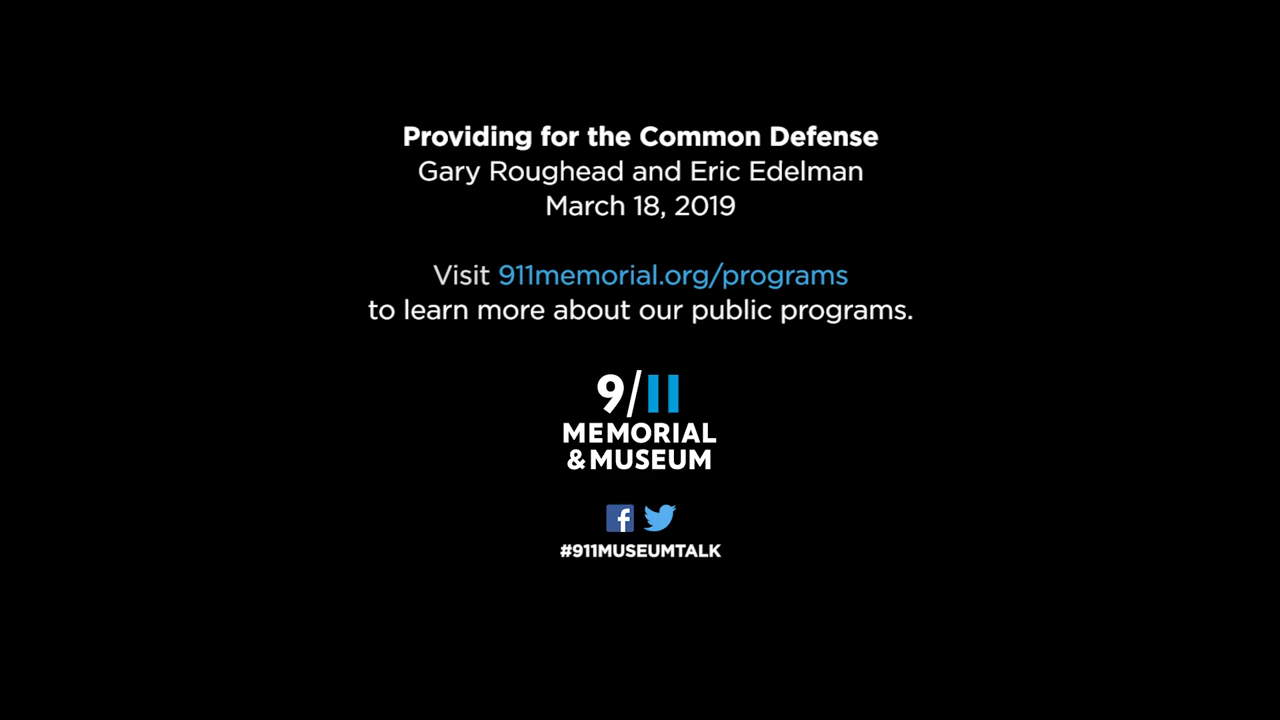 Providing for the Common Defense
Gary Roughead and Eric Edelman
March 18, 2019
Visit 911memorial.org/programs
to learn more about our public programs.
9/11
MEMORIAL
& MUSEUM
#911MUSEUMTALK